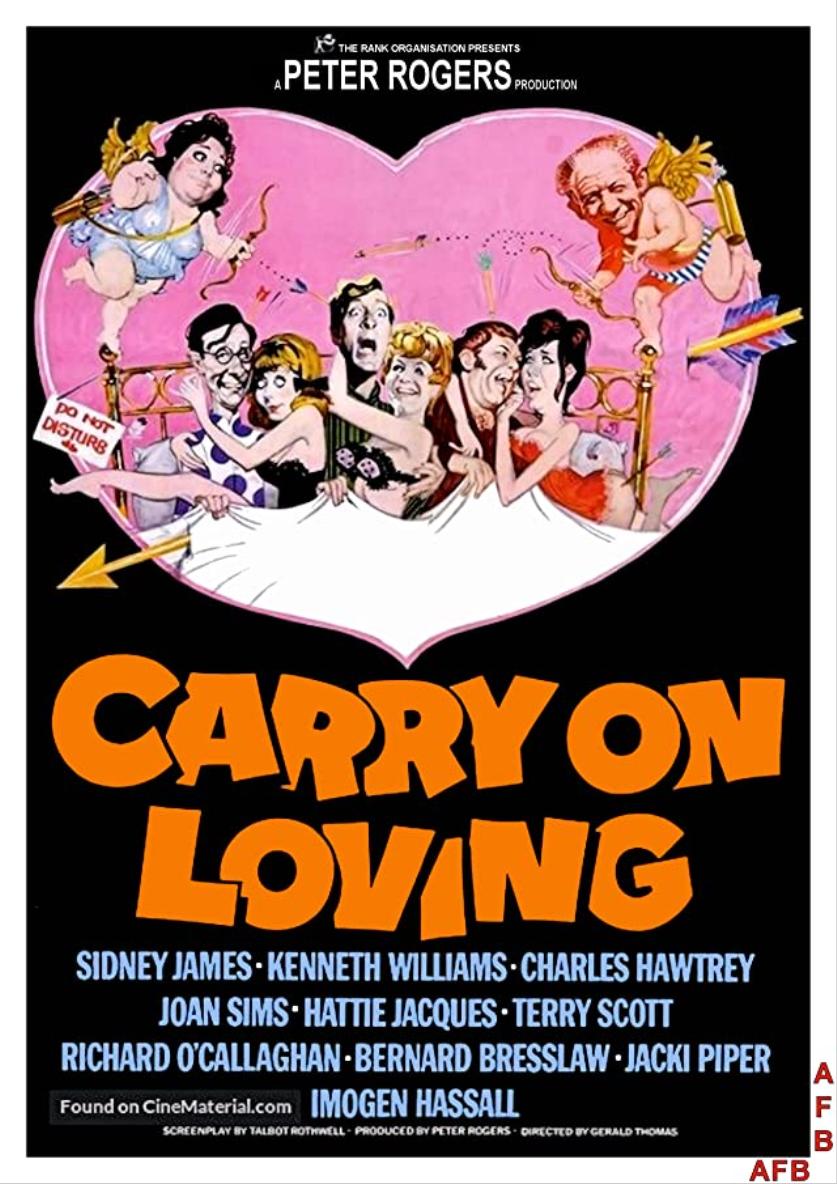 THE RANK ORGANISATION PRESENTS
A PETER ROGERS PRODUCTION
DO NOT
DISTURB
CARRY ON
LOVING
SIDNEY JAMES · KENNETH WILLIAMS · CHARLES HAWTREY
JOAN SIMS · HATTIE JACQUES · TERRY SCOTT
RICHARD O'CALLAGHAN · BERNARD BRESSLAW · JACKI PIPER
Found on CineMaterial.com
IMOGEN HASSALL
SCREENPLAY BY TALBOT ROTHWELL · PRODUCED BY PETER ROGERS · DIRECTED BY GERALD THOMAS
A
F
B
AFB